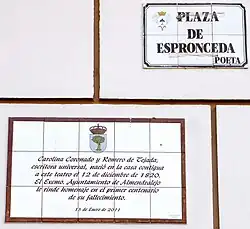 PLAZA
DE
ESPRONCEDA
POETA
Carolina Coronado y Romero de Tejada,
escritora universal, nació en la casa contigua
a este teatro el 12 de diciembre de 1820.
El Excmo. Ayuntamiento de Almendralejo
le rinde homenaje en el primer centenario
de su fallecimiento.
15 de Enero de 2011